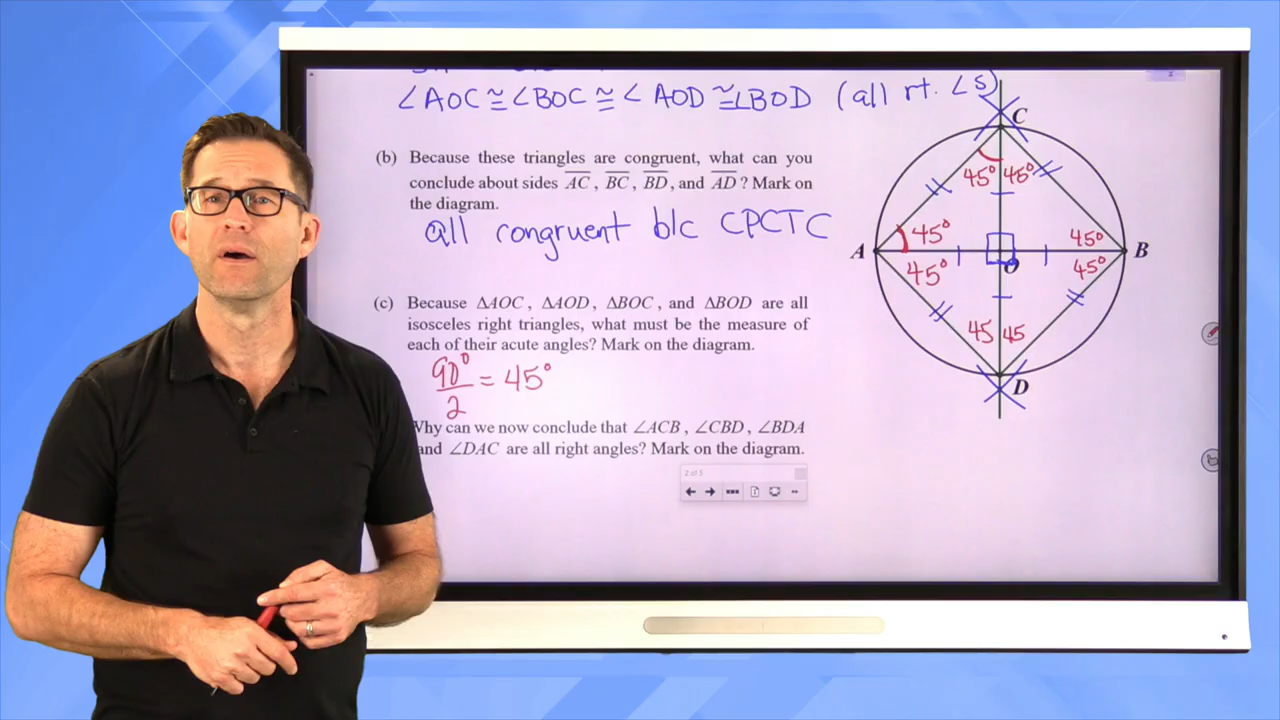 ∠AOC ≅ ∠BOC ≅ ∠AOD ≅ ∠BOD (all rt. ∠s)
(b) Because these triangles are congruent, what can you
conclude about sides A̅C̅, B̅C̅, B̅D̅, and A̅D̅? Mark on
the diagram.
all congruent b/c CPCTC
(c) Because ΔAOC, ΔAOD, ΔBOC, and ΔBOD are all
isosceles right triangles, what must be the measure of
each of their acute angles? Mark on the diagram.
90°/2 = 45°
Why can we now conclude that ∠ACB, ∠CBD, ∠BDA
and ∠DAC are all right angles? Mark on the diagram.
2 of 3
C
45° 45°
45° 45°
A O B
45° 45°
45 45
D